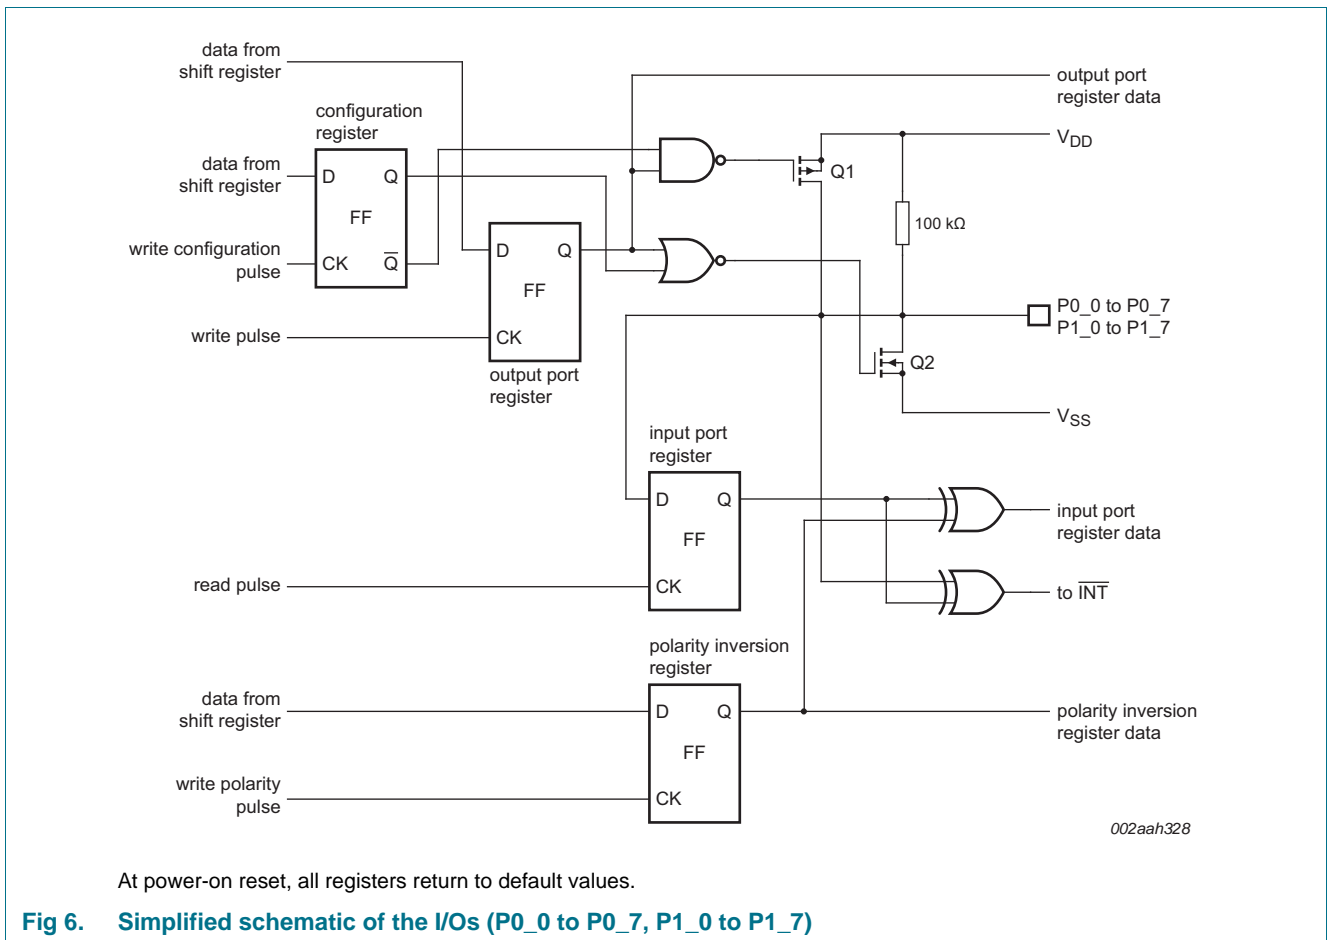 data from
shift register
output port
register data
configuration
register
V_DD
data from
shift register
D
Q
Q1
FF
100 kΩ
write configuration
pulse
CK
Q̅
D
Q
FF
P0_0 to P0_7
P1_0 to P1_7
write pulse
CK
Q2
output port
register
V_SS
input port
register
D
Q
input port
register data
FF
read pulse
CK
to I̅N̅T̅
polarity inversion
register
data from
shift register
D
Q
polarity inversion
register data
FF
write polarity
pulse
CK
002aah328
At power-on reset, all registers return to default values.
Fig 6. Simplified schematic of the I/Os (P0_0 to P0_7, P1_0 to P1_7)